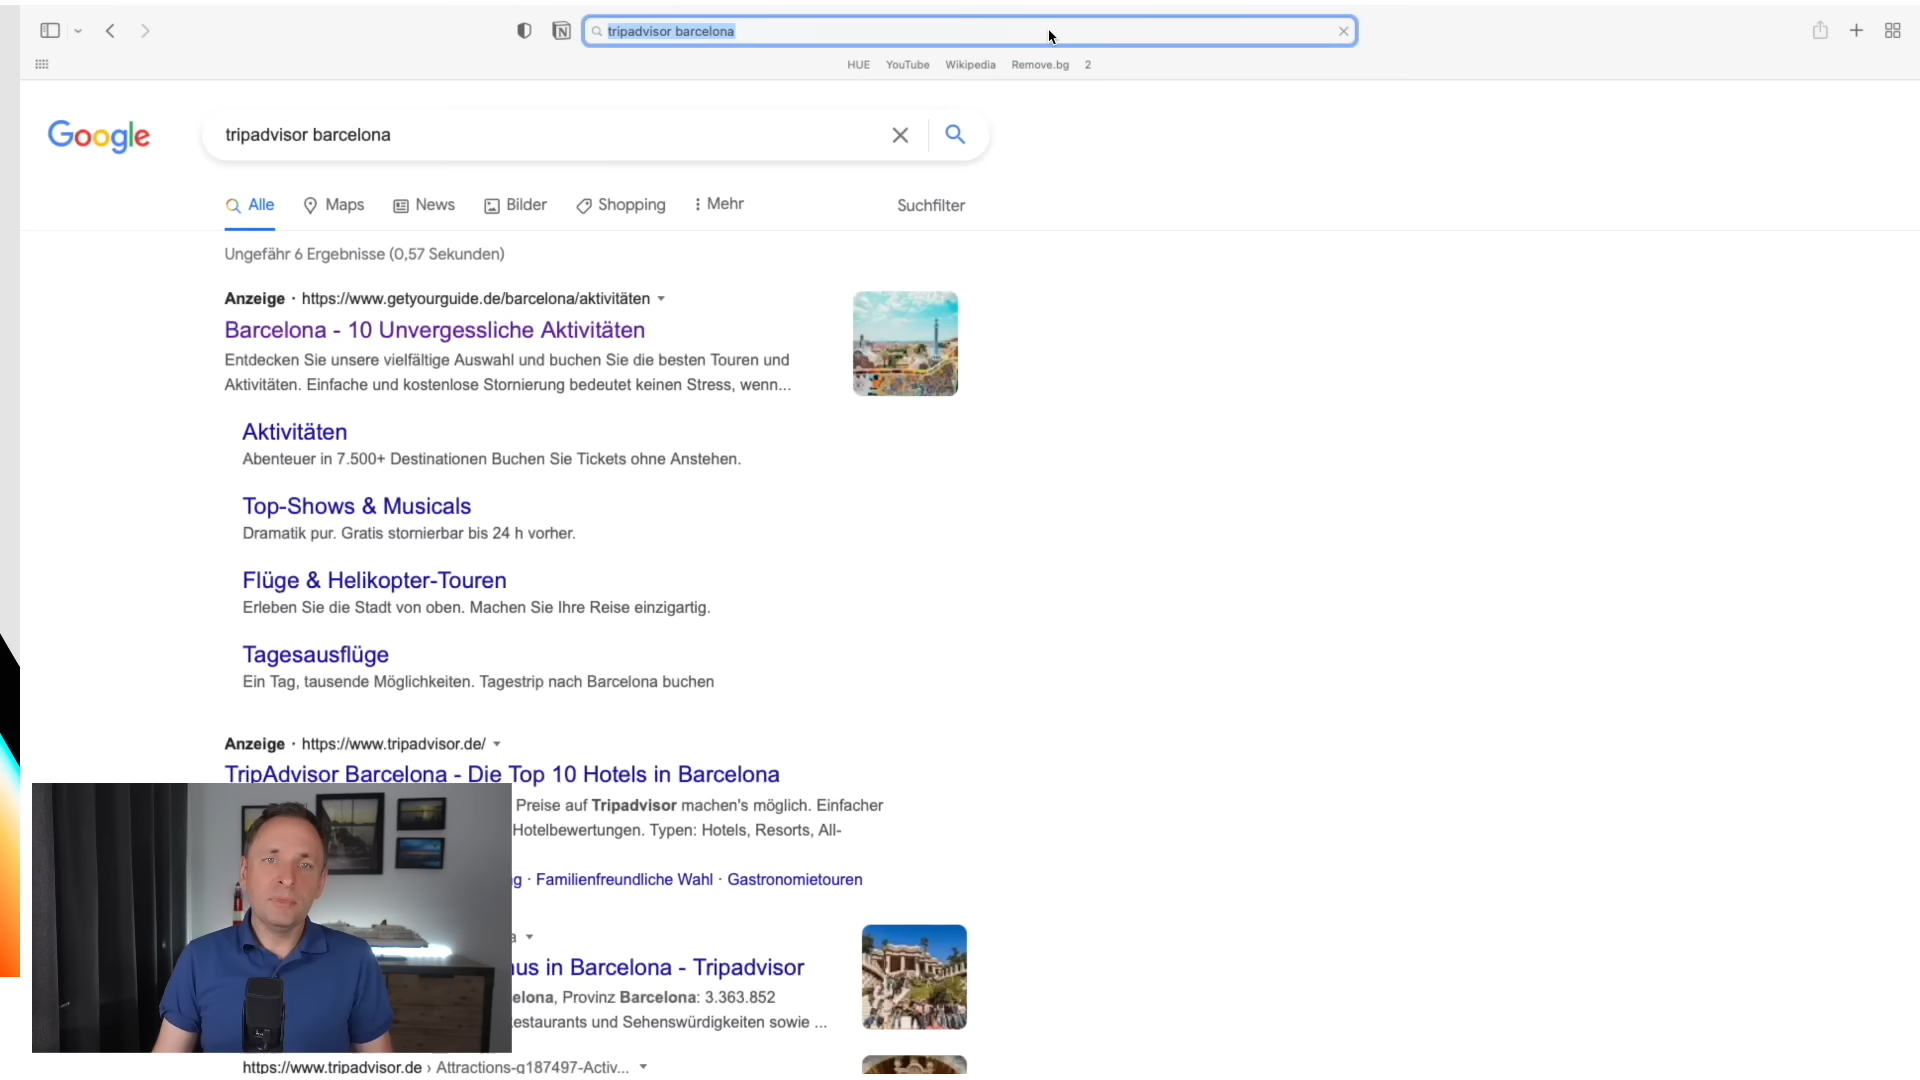 tripadvisor barcelona
HUE YouTube Wikipedia Remove.bg 2
Google
tripadvisor barcelona
Alle Maps News Bilder Shopping Mehr Suchfilter
Ungefähr 6 Ergebnisse (0,57 Sekunden)
Anzeige · https://www.getyourguide.de/barcelona/aktivitäten
Barcelona - 10 Unvergessliche Aktivitäten
Entdecken Sie unsere vielfältige Auswahl und buchen Sie die besten Touren und
Aktivitäten. Einfache und kostenlose Stornierung bedeutet keinen Stress, wenn...
Aktivitäten
Abenteuer in 7.500+ Destinationen Buchen Sie Tickets ohne Anstehen.
Top-Shows & Musicals
Dramatik pur. Gratis stornierbar bis 24 h vorher.
Flüge & Helikopter-Touren
Erleben Sie die Stadt von oben. Machen Sie Ihre Reise einzigartig.
Tagesausflüge
Ein Tag, tausende Möglichkeiten. Tagestrip nach Barcelona buchen
Anzeige · https://www.tripadvisor.de/
TripAdvisor Barcelona - Die Top 10 Hotels in Barcelona
Preise auf Tripadvisor machen's möglich. Einfacher
Hotelbewertungen. Typen: Hotels, Resorts, All-
· Familienfreundliche Wahl · Gastronomietouren
in Barcelona - Tripadvisor
elona, Provinz Barcelona: 3.363.852
estaurants und Sehenswürdigkeiten sowie ...
https://www.tripadvisor.de › Attractions-g187497-Activ...